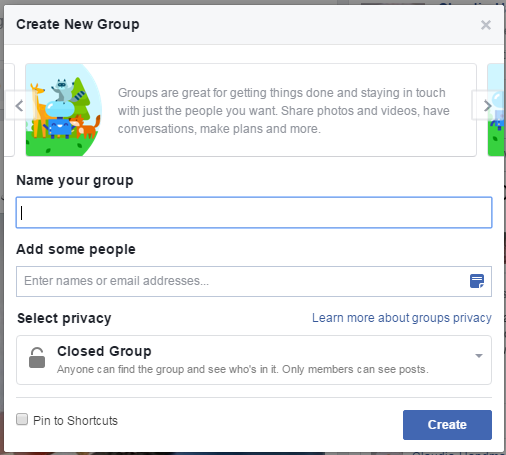 Create New Group
Groups are great for getting things done and staying in touch
with just the people you want. Share photos and videos, have
conversations, make plans and more.
Name your group
Add some people
Enter names or email addresses...
Select privacy Learn more about groups privacy
Closed Group
Anyone can find the group and see who's in it. Only members can see posts.
Pin to Shortcuts Create